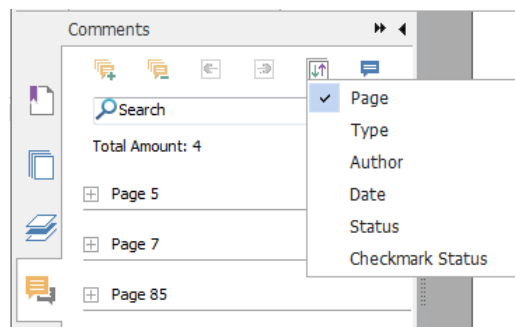 Comments
Search
Total Amount: 4
Page 5
Page 7
Page 85
Page
Type
Author
Date
Status
Checkmark Status